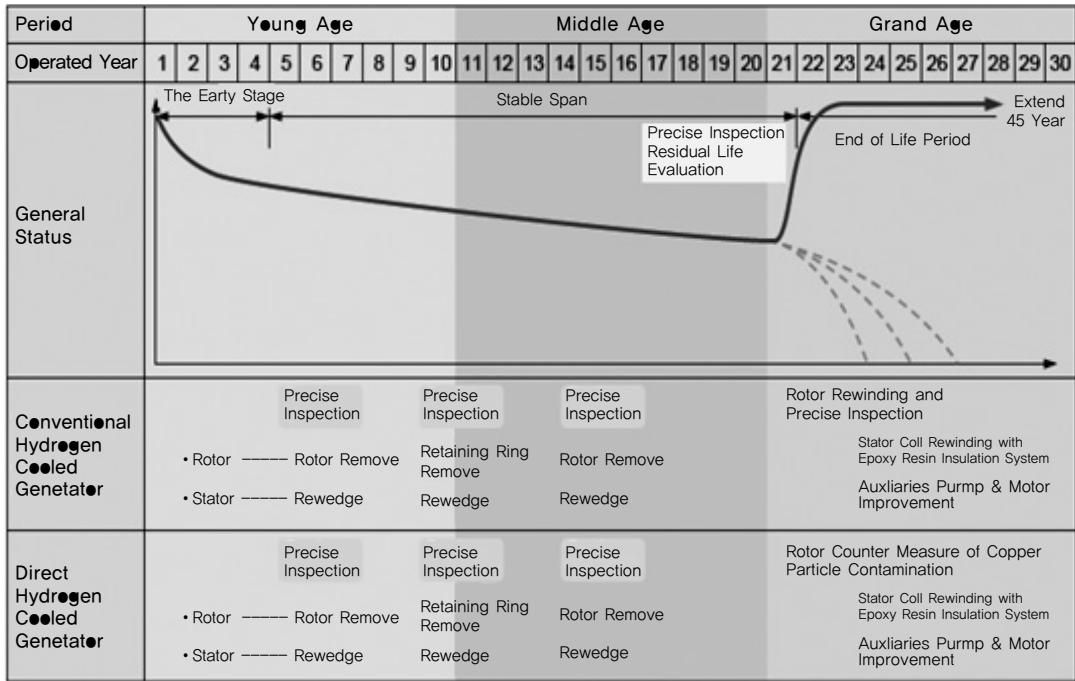 Period Young Age Middle Age Grand Age
Operated Year 1 2 3 4 5 6 7 8 9 10 11 12 13 14 15 16 17 18 19 20 21 22 23 24 25 26 27 28 29 30
General
Status
The Earty Stage
Stable Span
Precise Inspection
Residual Life
Evaluation
End of Life Period
Extend
45 Year
Conventional
Hydrogen
Cooled
Genetator
Precise
Inspection
Precise
Inspection
Precise
Inspection
• Rotor ----- Rotor Remove
Retaining Ring
Remove
Rotor Remove
• Stator ----- Rewedge Rewedge Rewedge
Rotor Rewinding and
Precise Inspection
Stator Coll Rewinding with
Epoxy Resin Insulation System
Auxliaries Purmp & Motor
Improvement
Direct
Hydrogen
Cooled
Genetator
Precise
Inspection
Precise
Inspection
Precise
Inspection
• Rotor ----- Rotor Remove
Retaining Ring
Remove
Rotor Remove
• Stator ----- Rewedge Rewedge Rewedge
Rotor Counter Measure of Copper
Particle Contamination
Stator Coll Rewinding with
Epoxy Resin Insulation System
Auxliaries Purmp & Motor
Improvement